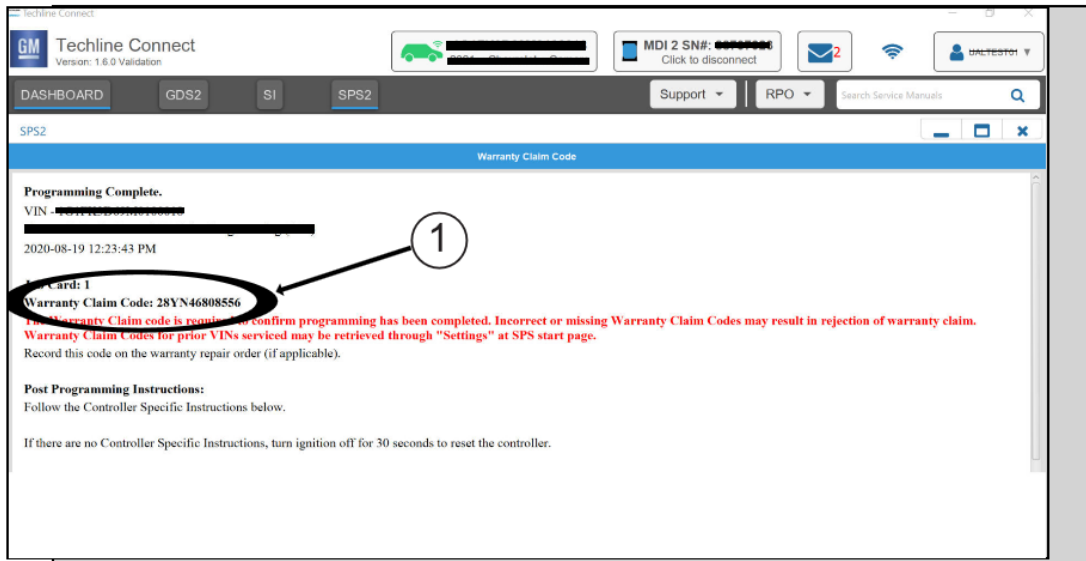 Techline Connect
GM
Techline Connect
Version: 1.6.0 Validation
MDI 2 SN#:
Click to disconnect
2
DASHBOARD GDS2 SI SPS2 Support RPO Search Service Manuals
SPS2
Warranty Claim Code
Programming Complete.
VIN -
2020-08-19 12:23:43 PM
1
Card: 1
Warranty Claim Code: 28YN46808556
The Warranty Claim code is required to confirm programming has been completed. Incorrect or missing Warranty Claim Codes may result in rejection of warranty claim.
Warranty Claim Codes for prior VINs serviced may be retrieved through "Settings" at SPS start page.
Record this code on the warranty repair order (if applicable).
Post Programming Instructions:
Follow the Controller Specific Instructions below.
If there are no Controller Specific Instructions, turn ignition off for 30 seconds to reset the controller.